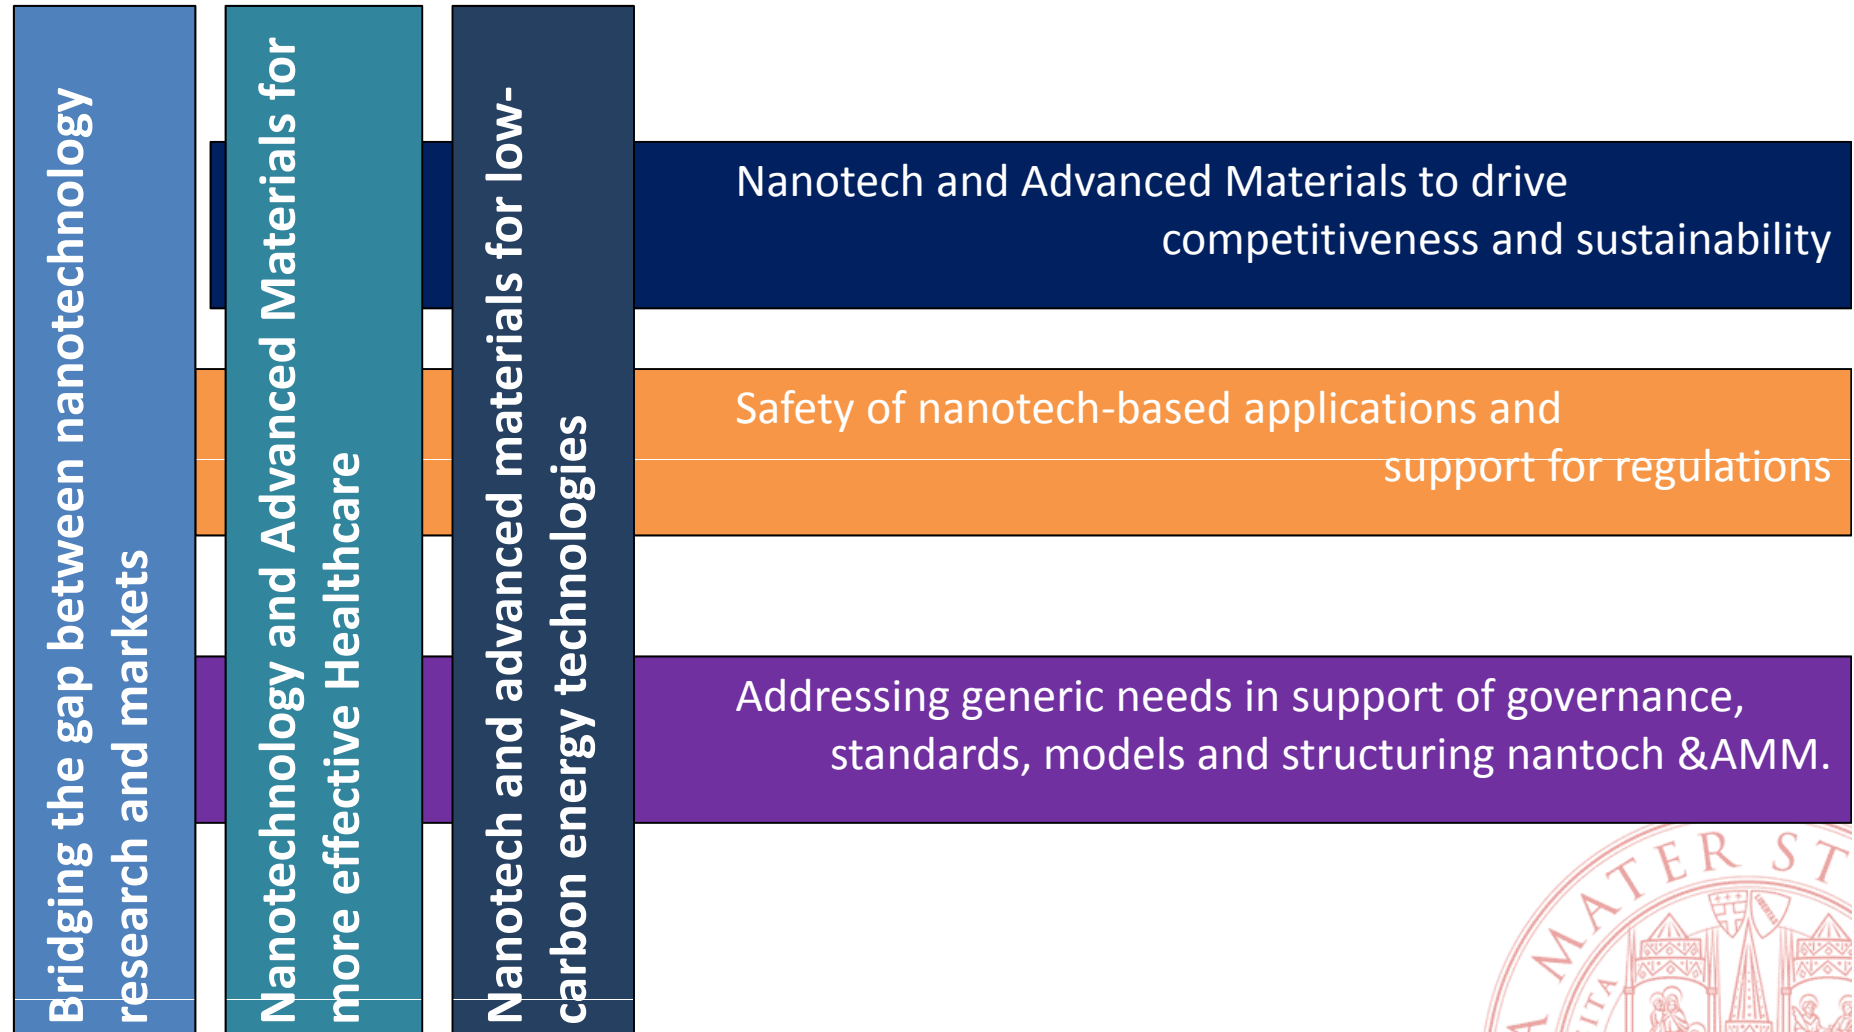 Bridging the gap between nanotechnology
research and markets
Nanotechnology and Advanced Materials for
more effective Healthcare
Nanotech and advanced materials for low-
carbon energy technologies
Nanotech and Advanced Materials to drive
competitiveness and sustainability
Safety of nanotech-based applications and
support for regulations
Addressing generic needs in support of governance,
standards, models and structuring nantoch &AMM.
A MATER ST
ITA
LIBERTAS